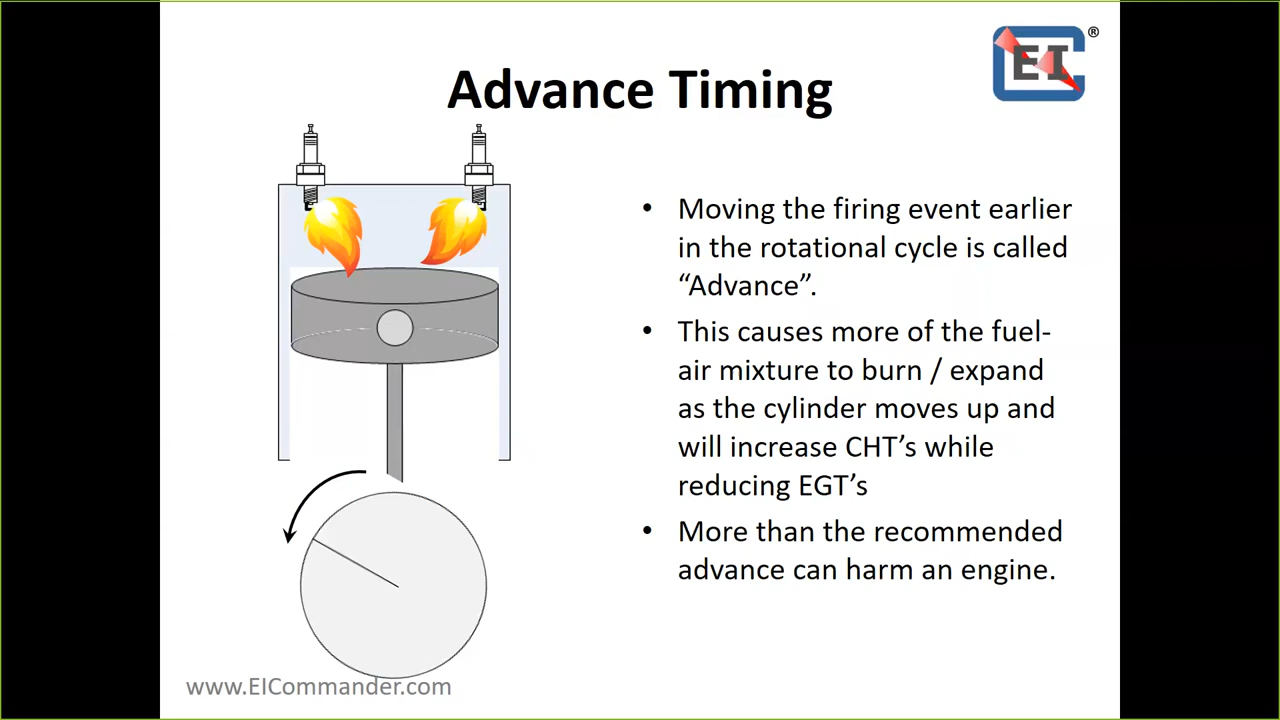 EI
®
Advance Timing
• Moving the firing event earlier
in the rotational cycle is called
“Advance”.
• This causes more of the fuel-
air mixture to burn / expand
as the cylinder moves up and
will increase CHT’s while
reducing EGT’s
• More than the recommended
advance can harm an engine.
www.EICommander.com